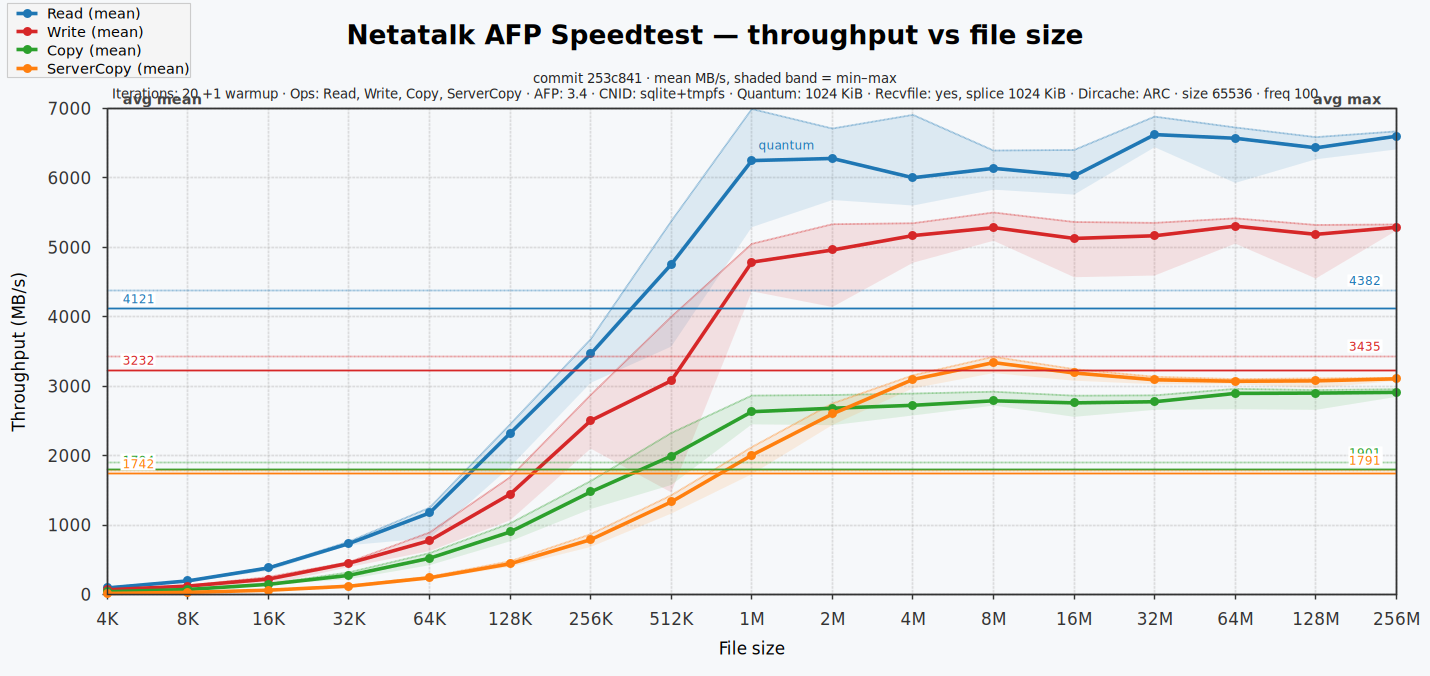 Read (mean)
Write (mean)
Copy (mean)
ServerCopy (mean)
Netatalk AFP Speedtest — throughput vs file size
commit 253c841 · mean MB/s, shaded band = min–max
Iterations: 20 +1 warmup · Ops: Read, Write, Copy, ServerCopy · AFP: 3.4 · CNID: sqlite+tmpfs · Quantum: 1024 KiB · Recvfile: yes, splice 1024 KiB · Dircache: ARC · size 65536 · freq 100
avg mean
avg max
7000
quantum
6000
5000
4382
4121
4000
3435
3232
3000
2000
1901
1742
1791
1000
0
4K 8K 16K 32K 64K 128K 256K 512K 1M 2M 4M 8M 16M 32M 64M 128M 256M
Throughput (MB/s)
File size